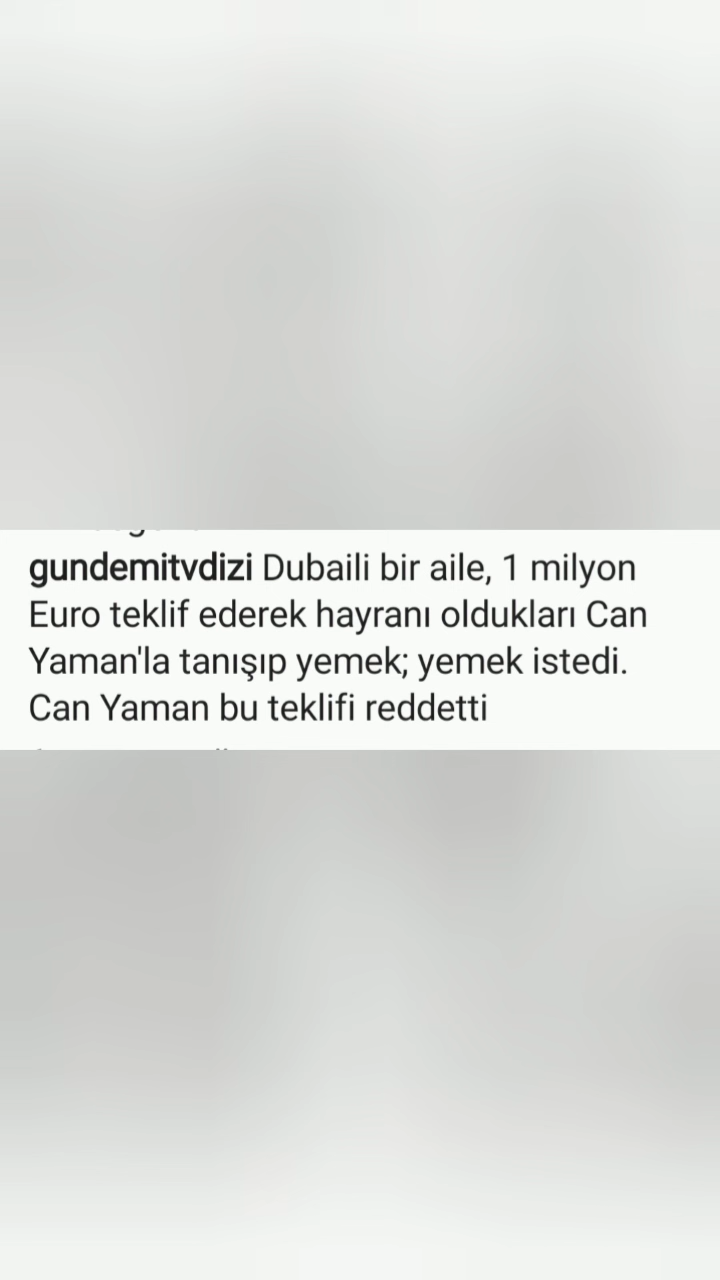 gundemitvdizi Dubaili bir aile, 1 milyon
Euro teklif ederek hayranı oldukları Can
Yaman'la tanışıp yemek; yemek istedi.
Can Yaman bu teklifi reddetti